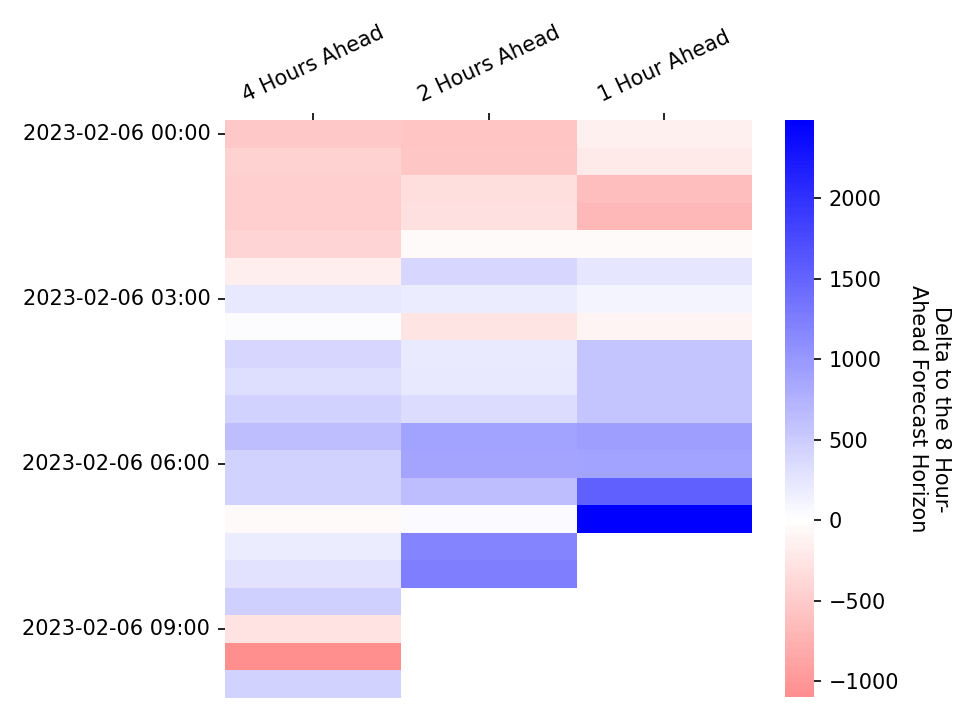 4 Hours Ahead
2 Hours Ahead
1 Hour Ahead
2023-02-06 00:00
2023-02-06 03:00
2023-02-06 06:00
2023-02-06 09:00
2000
1500
1000
500
0
−500
−1000
Delta to the 8 Hour-
Ahead Forecast Horizon